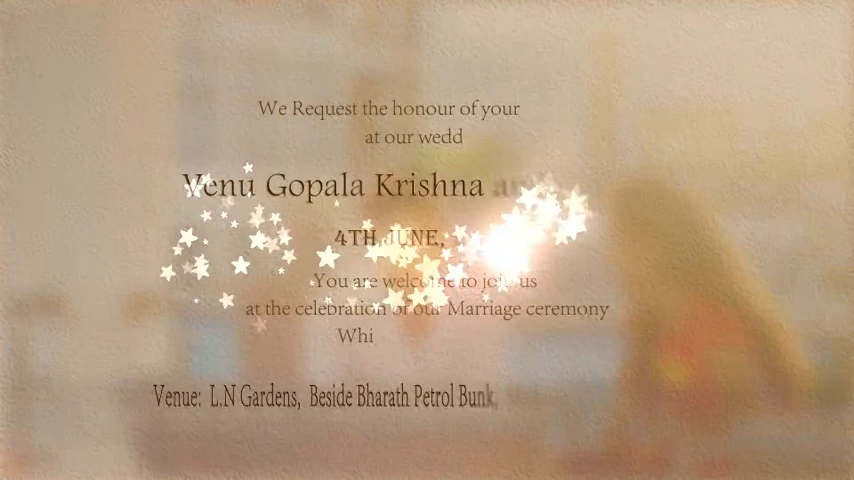 We Request the honour of your
at our wedd
Venu Gopala Krishna
4TH JUNE,
You are welcome to join us
at the celebration of our Marriage ceremony
Whi
Venue: L.N Gardens, Beside Bharath Petrol Bunk,